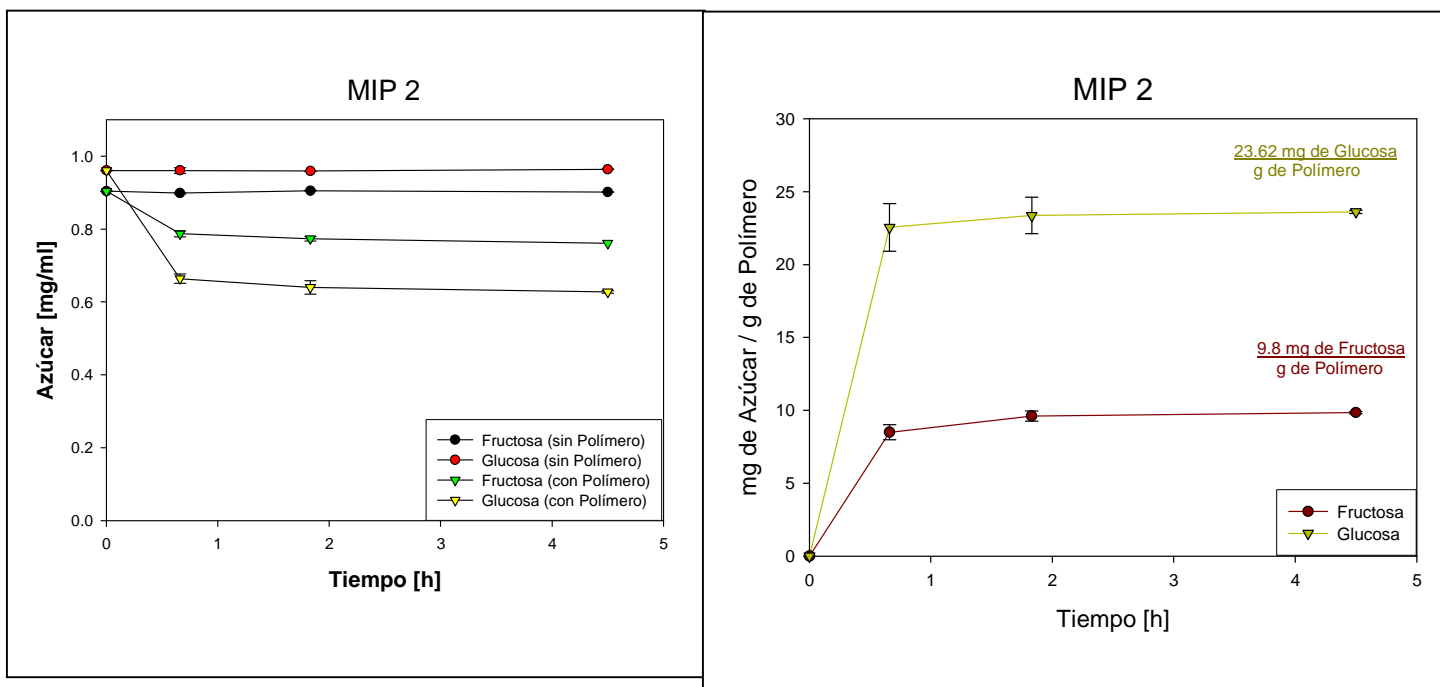 MIP 2
Azúcar [mg/ml]
1.0
0.8
0.6
0.4
0.2
0.0
Fructosa (sin Polímero)
Glucosa (sin Polímero)
Fructosa (con Polímero)
Glucosa (con Polímero)
0 1 2 3 4 5
Tiempo [h]
MIP 2
mg de Azúcar / g de Polímero
30
25
20
15
10
5
0
23.62 mg de Glucosa
g de Polímero
9.8 mg de Fructosa
g de Polímero
Fructosa
Glucosa
0 1 2 3 4 5
Tiempo [h]